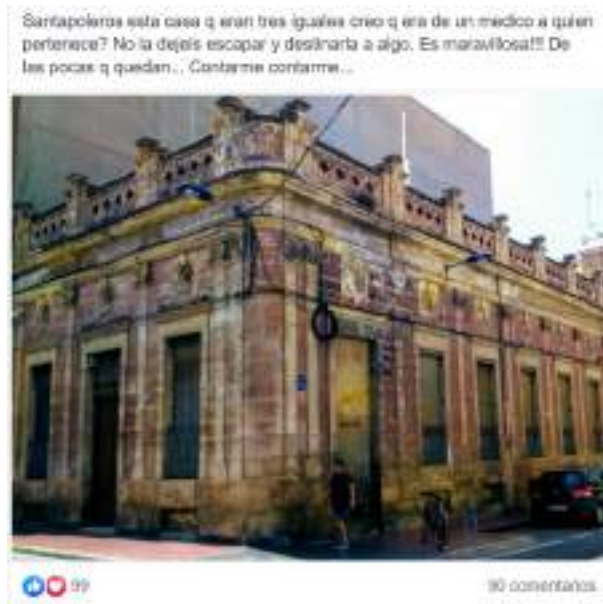 Santapoleros esta casa q eran tres iguales creo q era de un medico a quien
pertenece? No la dejeis escapar y destinarla a algo. Es maravillosa!!! De
las pocas q quedan... Contarme contarme...
99
90 comentarios